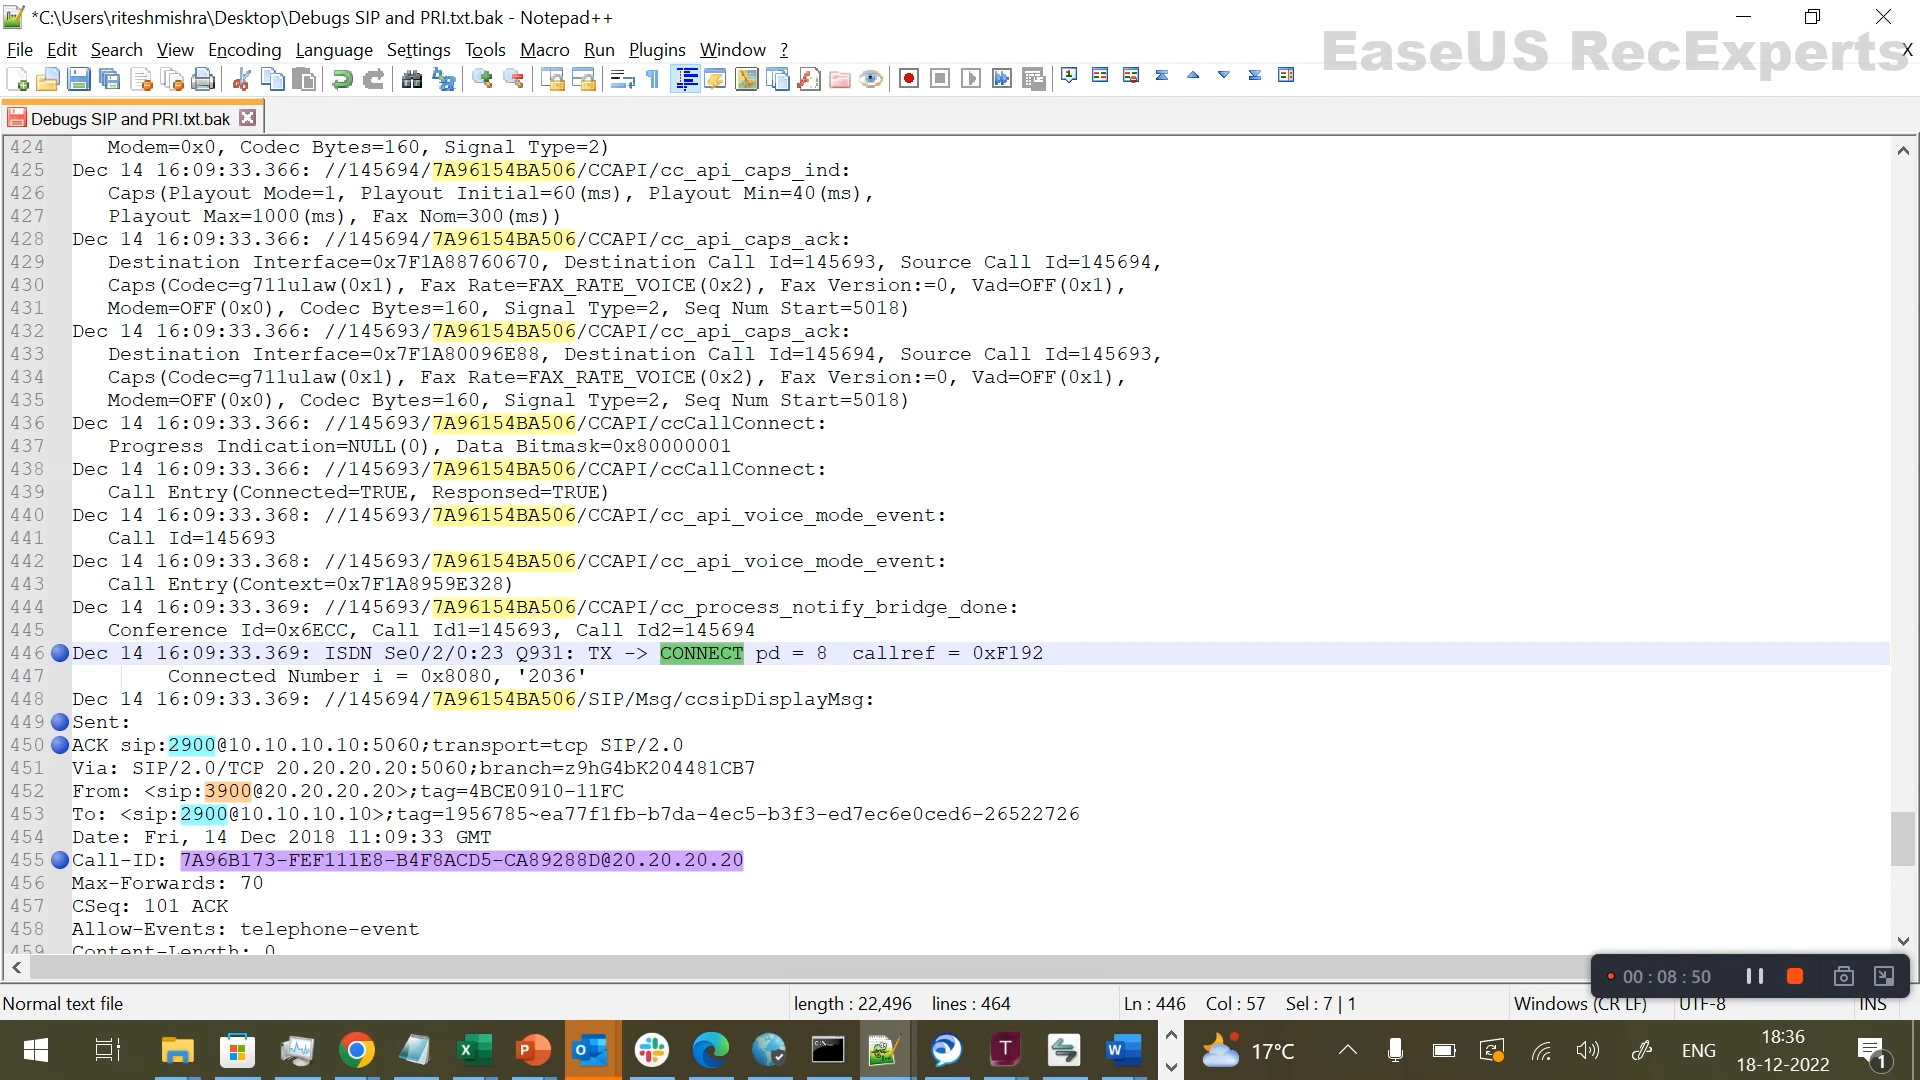 *C:\Users\riteshmishra\Desktop\Debugs SIP and PRI.txt.bak - Notepad++
File Edit Search View Encoding Language Settings Tools Macro Run Plugins Window ?
X
EaseUS RecExperts
Debugs SIP and PRI.txt.bak
424 Modem=0x0, Codec Bytes=160, Signal Type=2)
425 Dec 14 16:09:33.366: //145694/7A96154BA506/CCAPI/cc_api_caps_ind:
426 Caps(Playout Mode=1, Playout Initial=60(ms), Playout Min=40(ms),
427 Playout Max=1000(ms), Fax Nom=300(ms))
428 Dec 14 16:09:33.366: //145694/7A96154BA506/CCAPI/cc_api_caps_ack:
429 Destination Interface=0x7F1A88760670, Destination Call Id=145693, Source Call Id=145694,
430 Caps(Codec=g711ulaw(0x1), Fax Rate=FAX_RATE_VOICE(0x2), Fax Version:=0, Vad=OFF(0x1),
431 Modem=OFF(0x0), Codec Bytes=160, Signal Type=2, Seq Num Start=5018)
432 Dec 14 16:09:33.366: //145693/7A96154BA506/CCAPI/cc_api_caps_ack:
433 Destination Interface=0x7F1A80096E88, Destination Call Id=145694, Source Call Id=145693,
434 Caps(Codec=g711ulaw(0x1), Fax Rate=FAX_RATE_VOICE(0x2), Fax Version:=0, Vad=OFF(0x1),
435 Modem=OFF(0x0), Codec Bytes=160, Signal Type=2, Seq Num Start=5018)
436 Dec 14 16:09:33.366: //145693/7A96154BA506/CCAPI/ccCallConnect:
437 Progress Indication=NULL(0), Data Bitmask=0x80000001
438 Dec 14 16:09:33.366: //145693/7A96154BA506/CCAPI/ccCallConnect:
439 Call Entry(Connected=TRUE, Responsed=TRUE)
440 Dec 14 16:09:33.368: //145693/7A96154BA506/CCAPI/cc_api_voice_mode_event:
441 Call Id=145693
442 Dec 14 16:09:33.368: //145693/7A96154BA506/CCAPI/cc_api_voice_mode_event:
443 Call Entry(Context=0x7F1A8959E328)
444 Dec 14 16:09:33.369: //145693/7A96154BA506/CCAPI/cc_process_notify_bridge_done:
445 Conference Id=0x6ECC, Call Id1=145693, Call Id2=145694
446 Dec 14 16:09:33.369: ISDN Se0/2/0:23 Q931: TX -> CONNECT pd = 8 callref = 0xF192
447 Connected Number i = 0x8080, '2036'
448 Dec 14 16:09:33.369: //145694/7A96154BA506/SIP/Msg/ccsipDisplayMsg:
449 Sent:
450 ACK sip:2900@10.10.10.10:5060;transport=tcp SIP/2.0
451 Via: SIP/2.0/TCP 20.20.20.20:5060;branch=z9hG4bK204481CB7
452 From: <sip:3900@20.20.20.20>;tag=4BCE0910-11FC
453 To: <sip:2900@10.10.10.10>;tag=1956785~ea77f1fb-b7da-4ec5-b3f3-ed7ec6e0ced6-26522726
454 Date: Fri, 14 Dec 2018 11:09:33 GMT
455 Call-ID: 7A96B173-FEF111E8-B4F8ACD5-CA89288D@20.20.20.20
456 Max-Forwards: 70
457 CSeq: 101 ACK
458 Allow-Events: telephone-event
459 Content-Length: 0
00:08:50
Normal text file length : 22,496 lines : 464 Ln : 446 Col : 57 Sel : 7 | 1 Windows (CR LF) UTF-8 INS
17°C ENG 18:36
18-12-2022
1